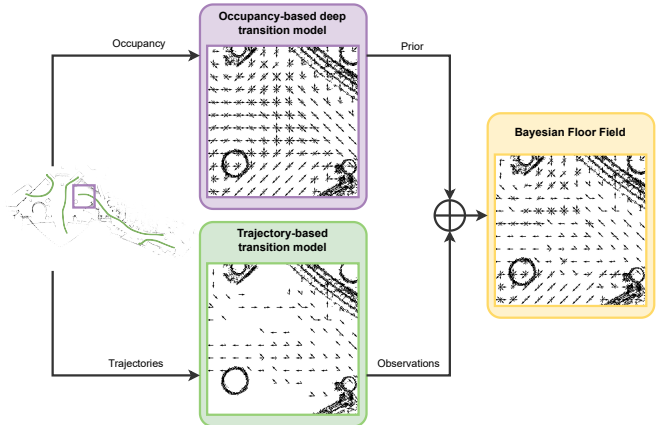 Occupancy-based deep
transition model
Occupancy
Prior
Bayesian Floor Field
Trajectory-based
transition model
Trajectories
Observations